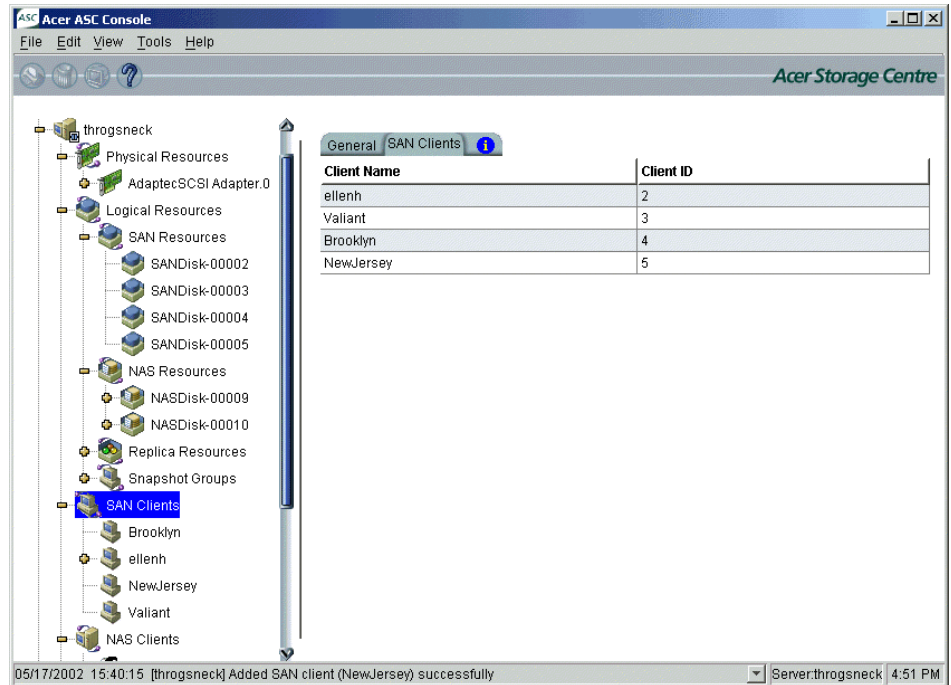 ASC Acer ASC Console
File Edit View Tools Help
Acer Storage Centre
throgsneck
Physical Resources
AdaptecSCSI Adapter.0
Logical Resources
SAN Resources
SANDisk-00002
SANDisk-00003
SANDisk-00004
SANDisk-00005
NAS Resources
NASDisk-00009
NASDisk-00010
Replica Resources
Snapshot Groups
SAN Clients
Brooklyn
ellenh
NewJersey
Valiant
NAS Clients
General SAN Clients
Client Name Client ID
ellenh 2
Valiant 3
Brooklyn 4
NewJersey 5
05/17/2002 15:40:15 [throgsneck] Added SAN client (NewJersey) successfully Server:throgsneck 4:51 PM